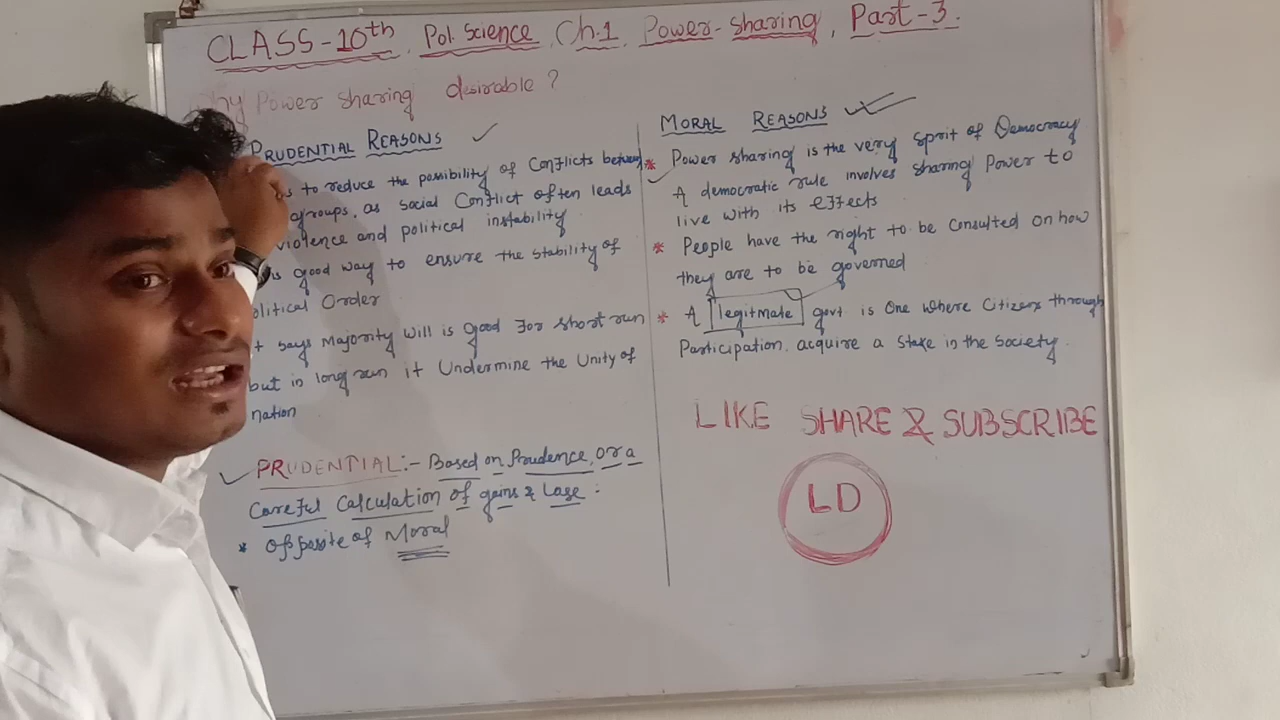 CLASS-10th, Pol. Science, Ch.1, Power-sharing, Part-3.
Power sharing desirable?
PRUDENTIAL REASONS
to reduce the possibility of Conflicts between
groups, as social Conflict often leads
violence and political instability
is good way to ensure the stability of
olitical Order
t says Majority will is good For short run
but in long run it Undermine the Unity of
nation
PRUDENTIAL:- Based on Prudence, or a
Careful Calculation of gains & Lose:
* opposite of Moral
MORAL REASONS
* Power sharing is the very sprit of Democracy
A democratic rule involves sharing Power to
live with its effects
* People have the right to be Consulted on how
they are to be governed
* A legitmate govt is One where Citizens through
Participation acquire a stake in the Society.
LIKE SHARE & SUBSCRIBE
LD